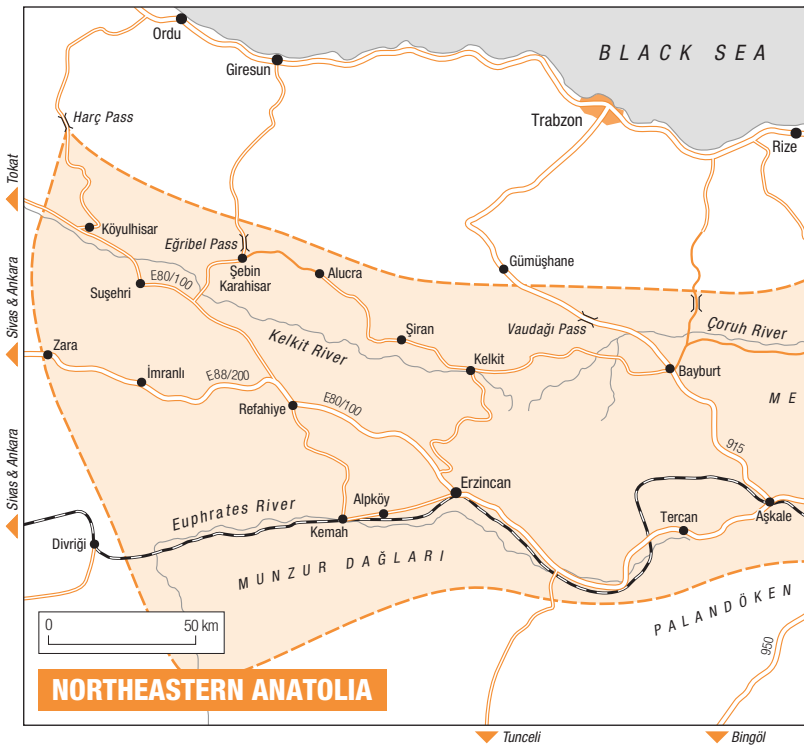 BLACK SEA
Ordu
Giresun
Trabzon
Rize
Harç Pass
Tokat
Köyulhisar
Eğribel Pass
Şebin
Karahisar
Alucra
Gümüşhane
E80/100
Suşehri
Sivas & Ankara
Zara
İmranlı
E88/200
Kelkit River
Şiran
Kelkit
Vaudağı Pass
Çoruh River
Bayburt
ME
Refahiye
E80/100
915
Sivas & Ankara
Euphrates River
Alpköy
Kemah
Erzincan
Tercan
Aşkale
Divriği
MUNZUR DAĞLARI
PALANDÖKEN
950
0 50 km
NORTHEASTERN ANATOLIA
Tunceli
Bingöl